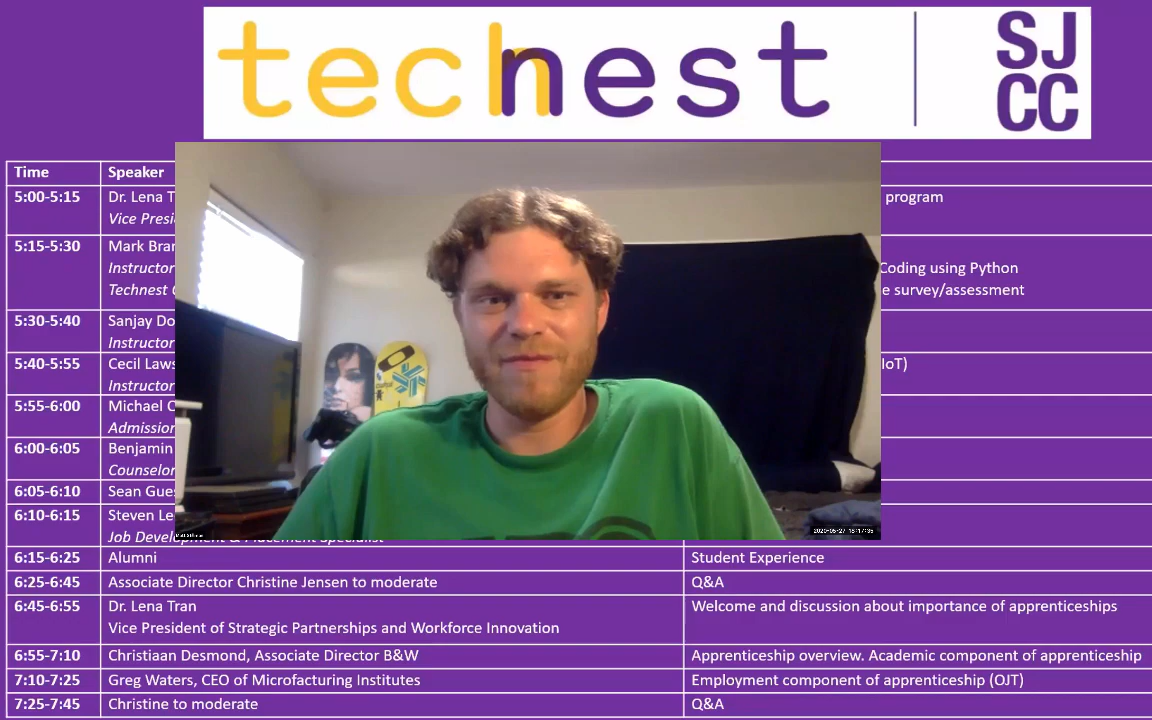 technest
SJ
CC
Time Speaker
5:00-5:15 Dr. Lena T program
Vice Presi
5:15-5:30 Mark Bra
Instructor Coding using Python
Technest e survey/assessment
5:30-5:40 Sanjay Do
Instructor
5:40-5:55 Cecil Laws IoT)
Instructor
5:55-6:00 Michael C
Admission
6:00-6:05 Benjamin
Counselor
6:05-6:10 Sean Gues
6:10-6:15 Steven Le
Job Development & Placement Specialist
6:15-6:25 Alumni Student Experience
6:25-6:45 Associate Director Christine Jensen to moderate Q&A
6:45-6:55 Dr. Lena Tran Welcome and discussion about importance of apprenticeships
Vice President of Strategic Partnerships and Workforce Innovation
6:55-7:10 Christiaan Desmond, Associate Director B&W Apprenticeship overview. Academic component of apprenticeship
7:10-7:25 Greg Waters, CEO of Microfacturing Institutes Employment component of apprenticeship (OJT)
7:25-7:45 Christine to moderate Q&A